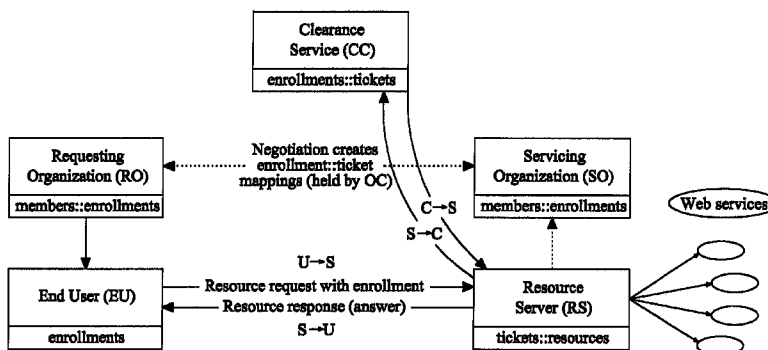 Clearance
Service (CC)
enrollments::tickets
Requesting
Organization (RO)
members::enrollments
Negotiation creates
enrollment::ticket
mappings (held by OC)
Servicing
Organization (SO)
members::enrollments
Web services
C→S
S→C
U→S
End User (EU)
enrollments
Resource request with enrollment
Resource response (answer)
S→U
Resource
Server (RS)
tickets::resources